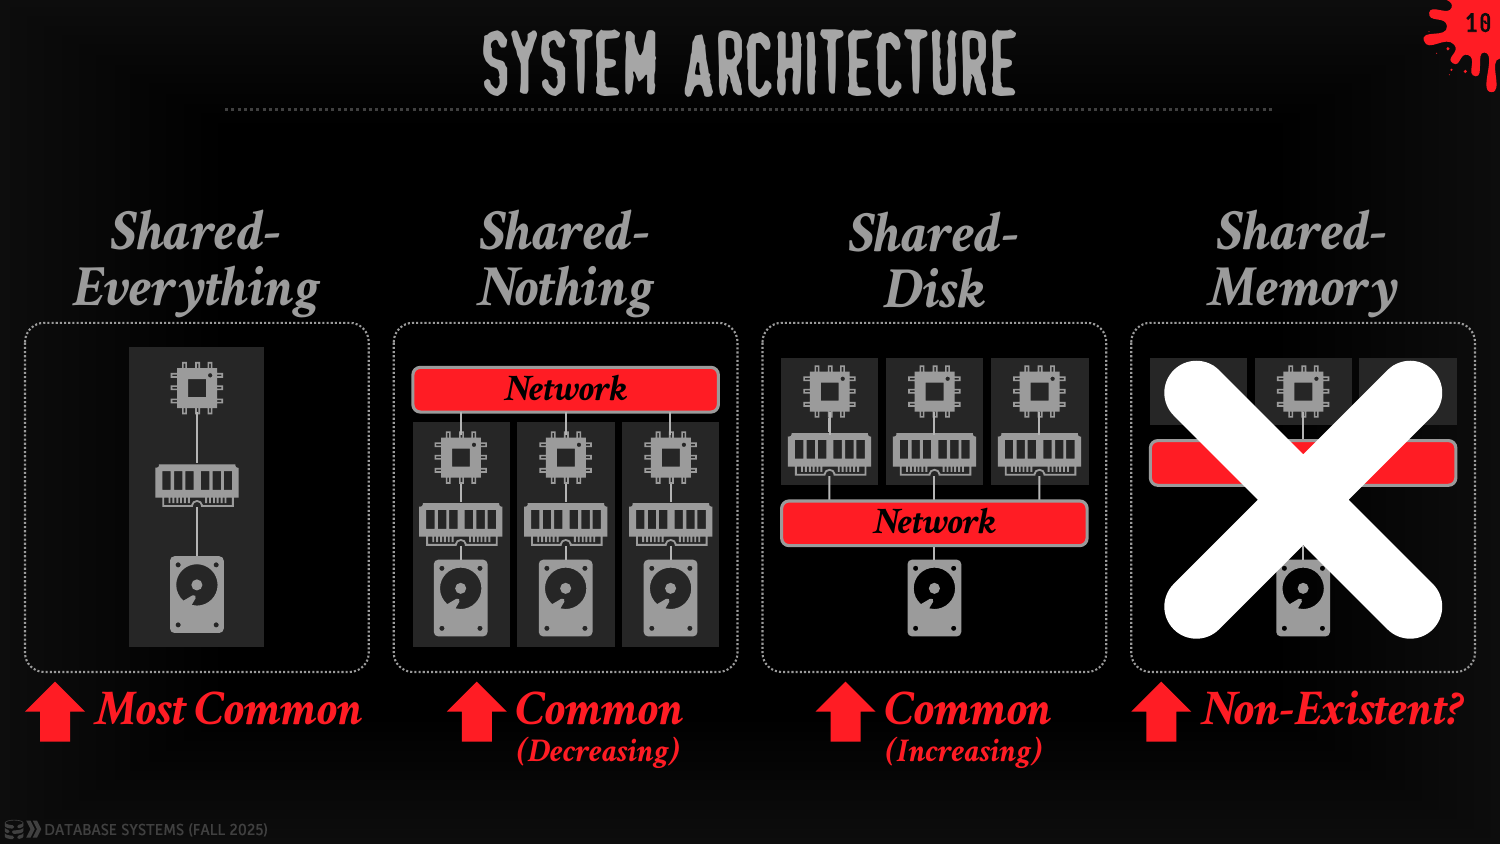 10
SYSTEM ARCHITECTURE
Shared-
Everything
Shared-
Nothing
Shared-
Disk
Shared-
Memory
Network
Network
Most Common
Common
(Decreasing)
Common
(Increasing)
Non-Existent?
DATABASE SYSTEMS (FALL 2025)